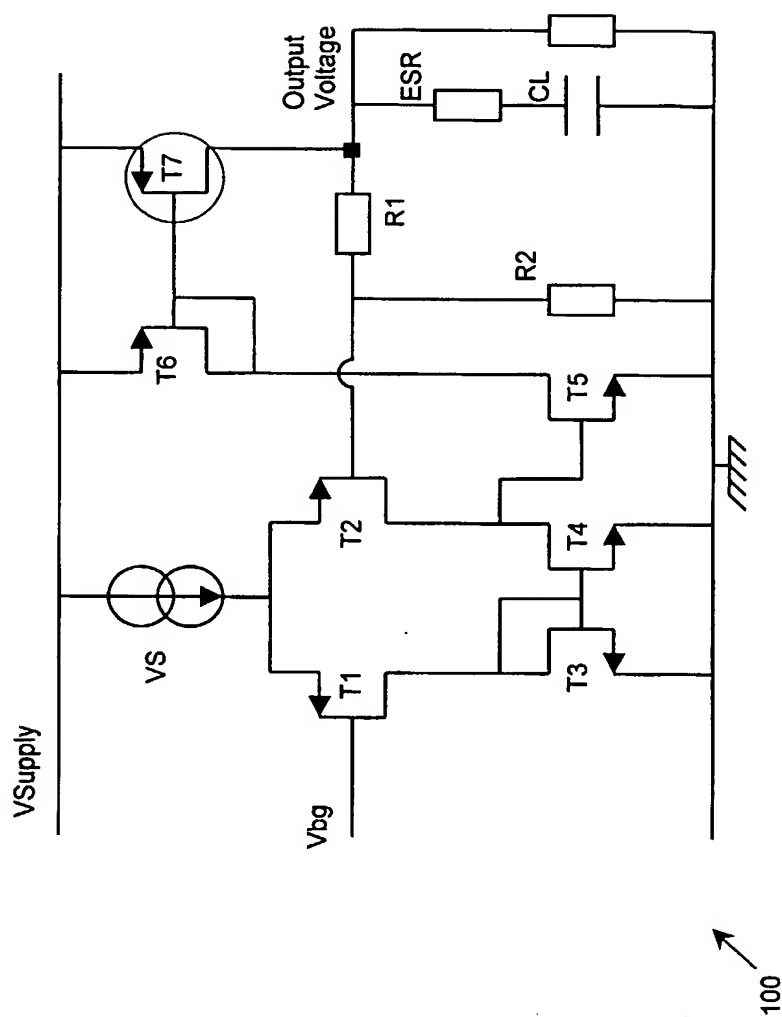 VSupply
VS
Vbg
T1
T2
T3
T4
T5
T6
T7
R1
R2
Output
Voltage
ESR
CL
100